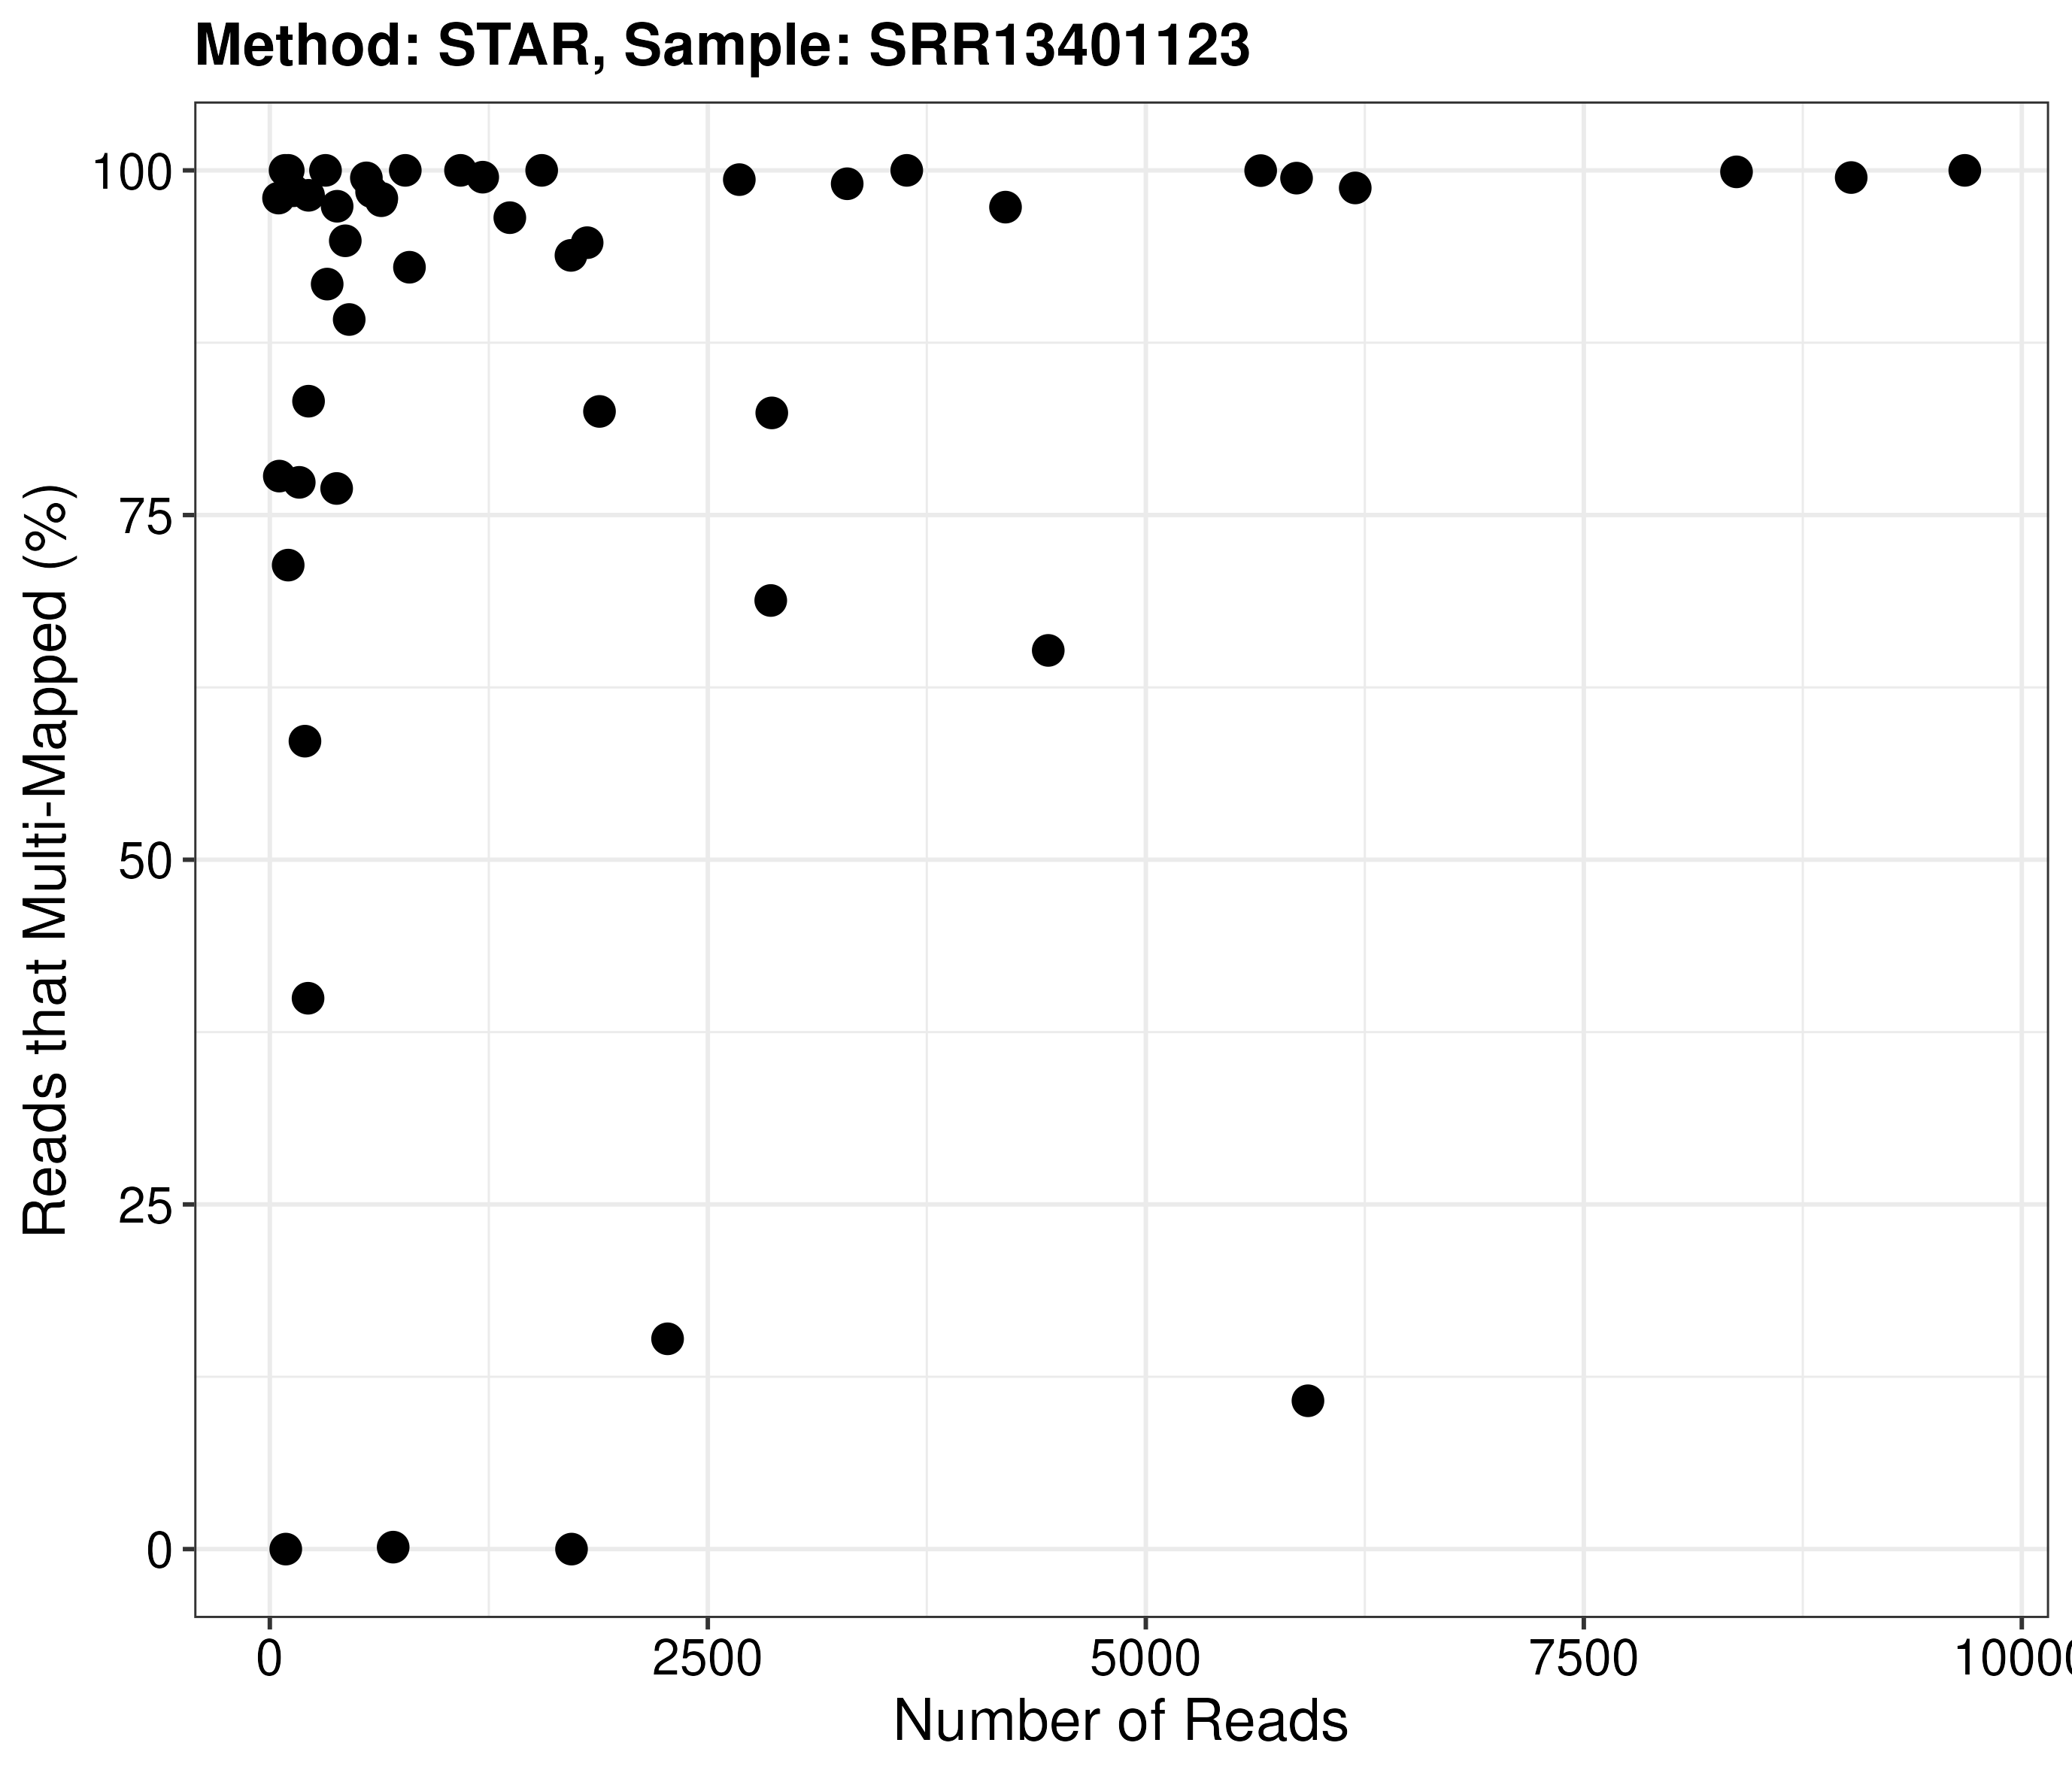 Method: STAR, Sample: SRR13401123
Reads that Multi-Mapped (%)
100
75
50
25
0
0 2500 5000 7500 10000
Number of Reads